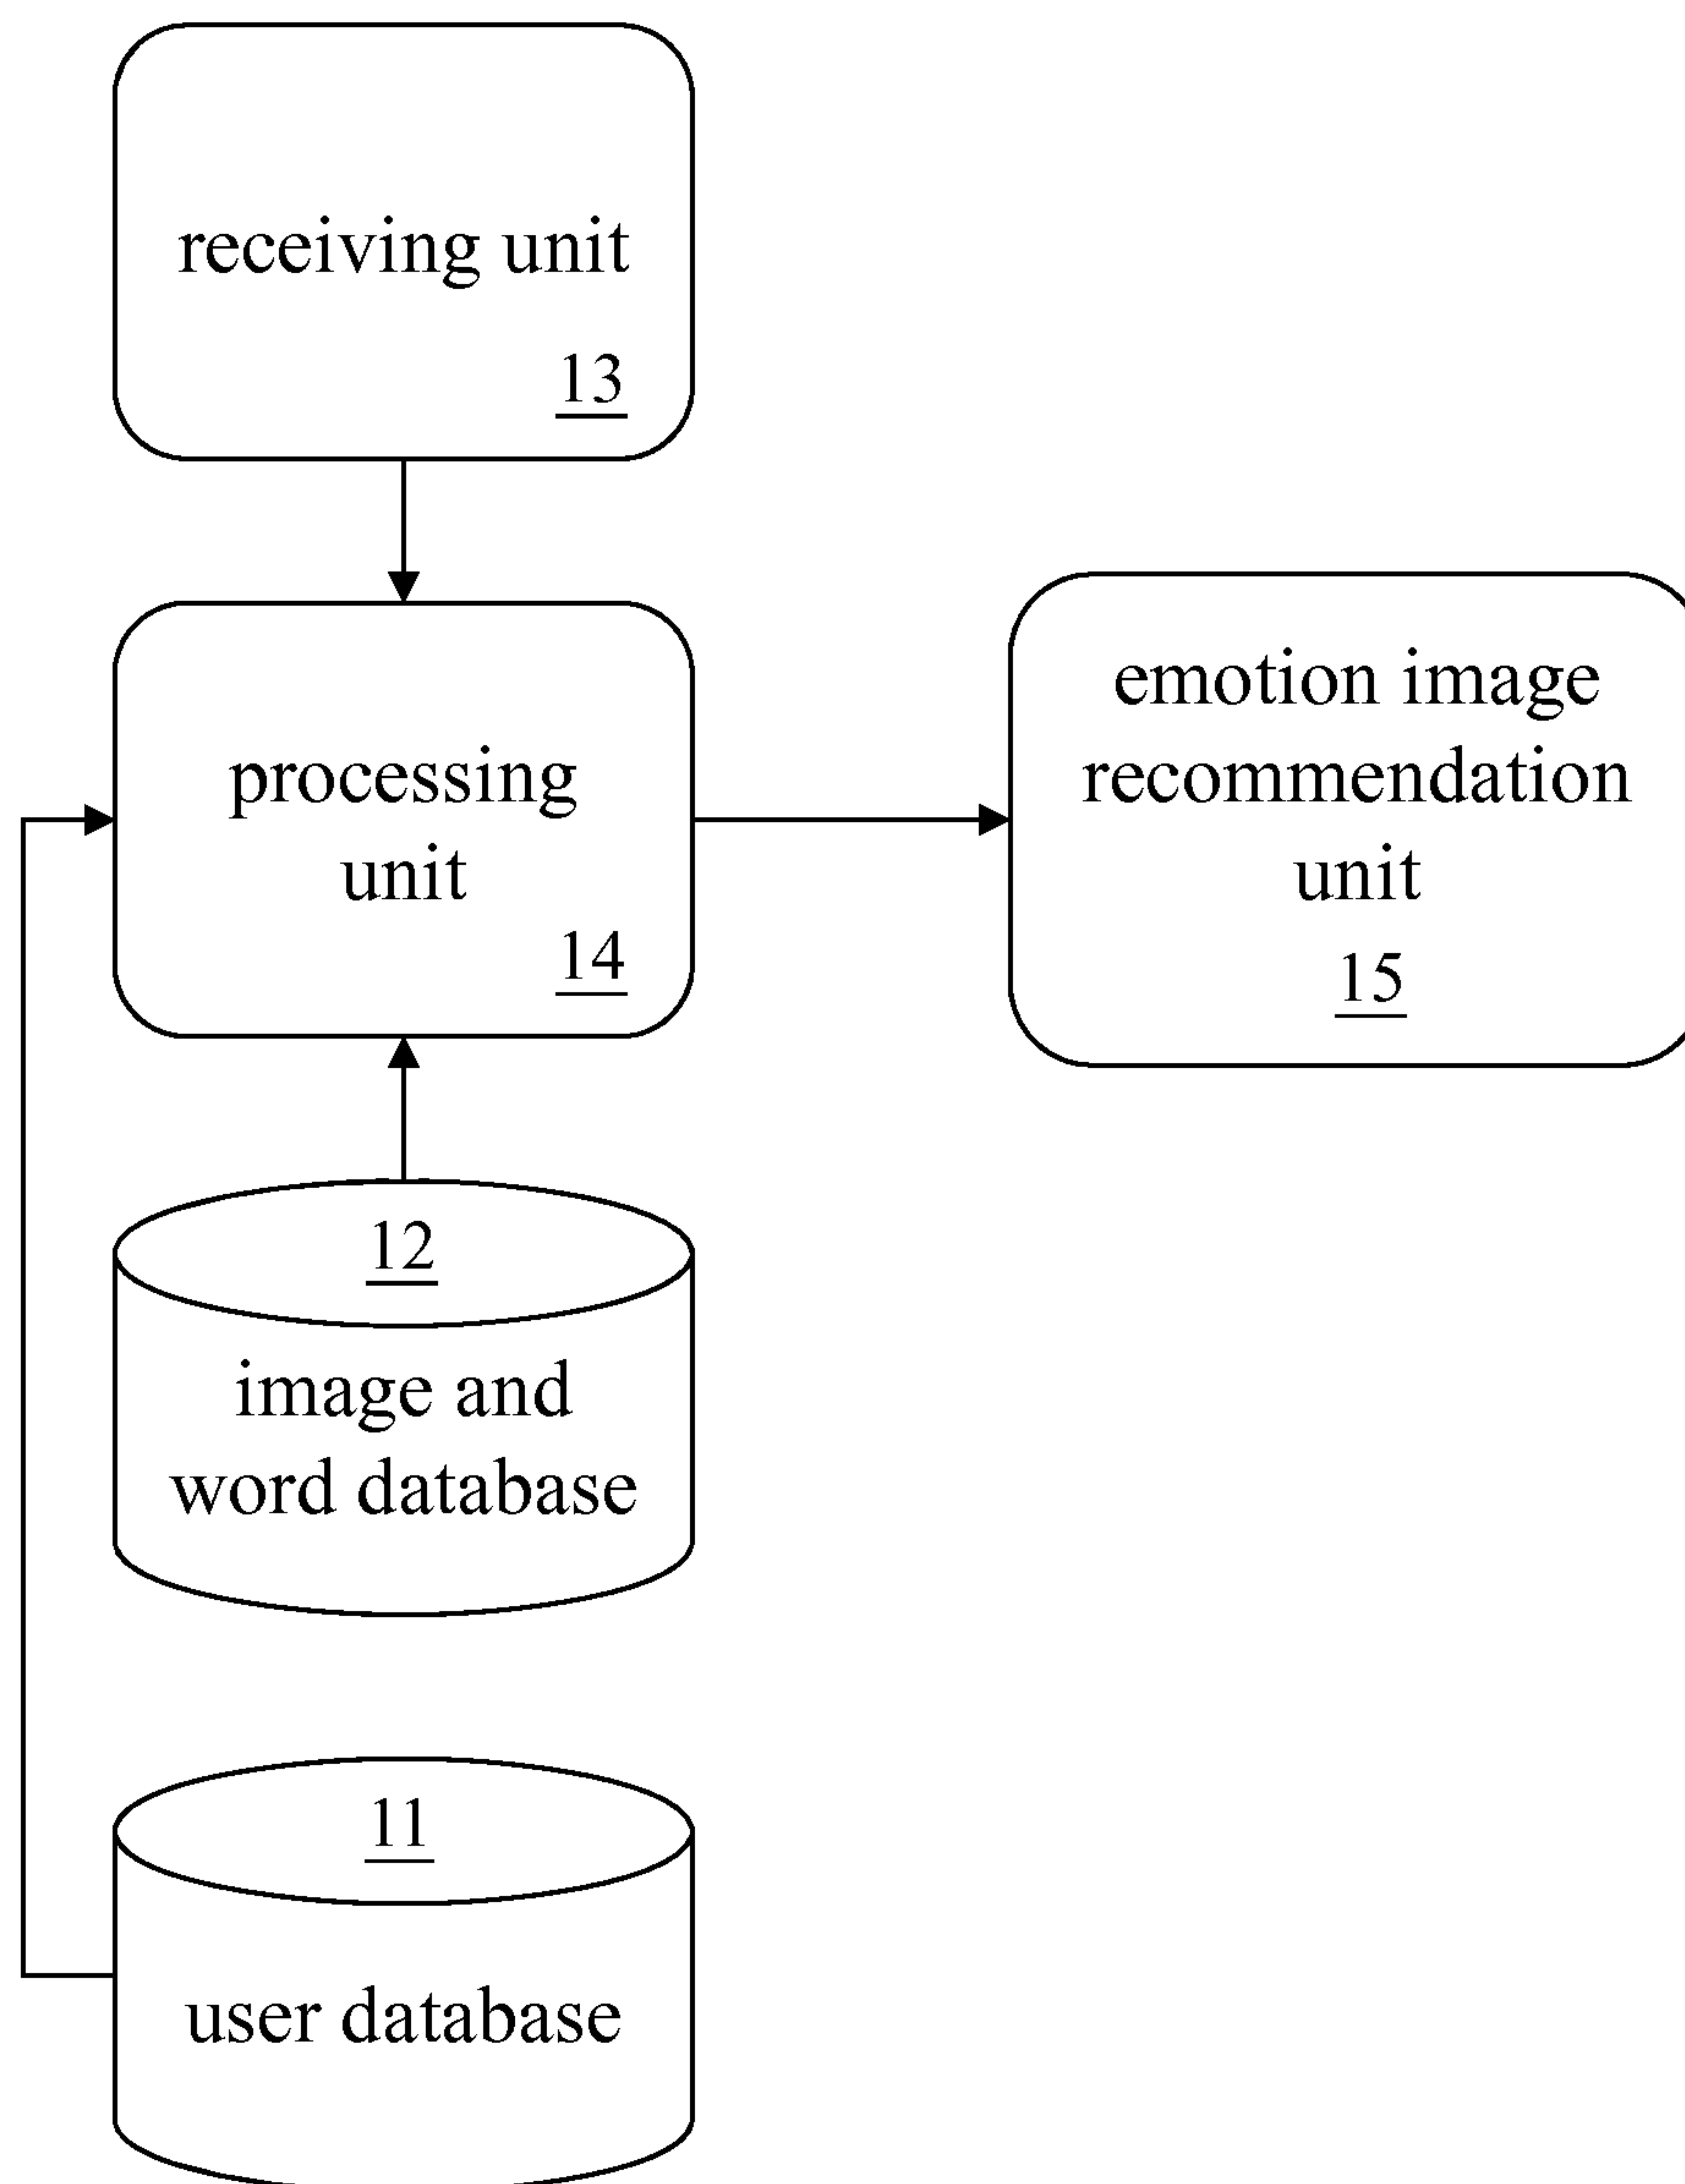 receiving unit
13
processing
unit
14
emotion image
recommendation
unit
15
12
image and
word database
11
user database